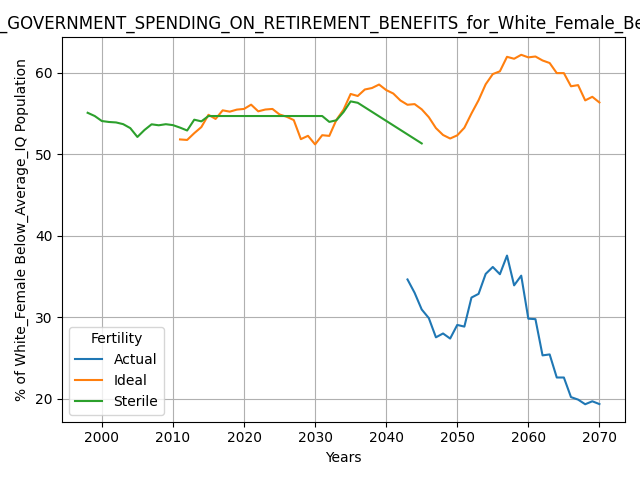 _GOVERNMENT_SPENDING_ON_RETIREMENT_BENEFITS_for_White_Female_Be
% of White_Female Below_Average_IQ Population
60
50
40
30
20
Fertility
Actual
Ideal
Sterile
2000 2010 2020 2030 2040 2050 2060 2070
Years